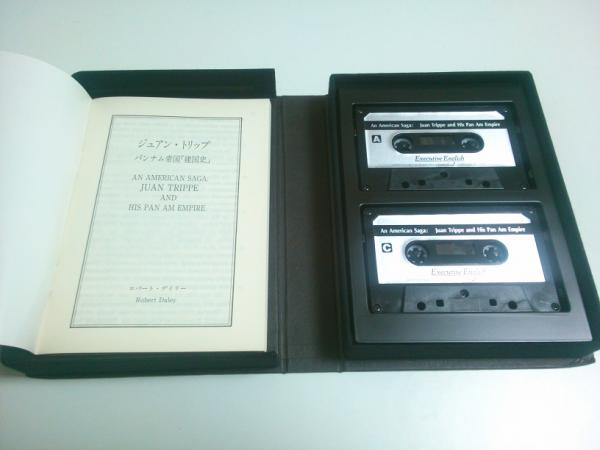 ジュアン・トリップ
パンナム帝国「建国史」
AN AMERICAN SAGA:
JUAN TRIPPE
AND
HIS PAN AM EMPIRE
ロバート・デイリー
Robert Daley
An American Saga: Juan Trippe and His Pan Am Empire
A
Executive English
An American Saga: Juan Trippe and His Pan Am Empire
C
Executive English